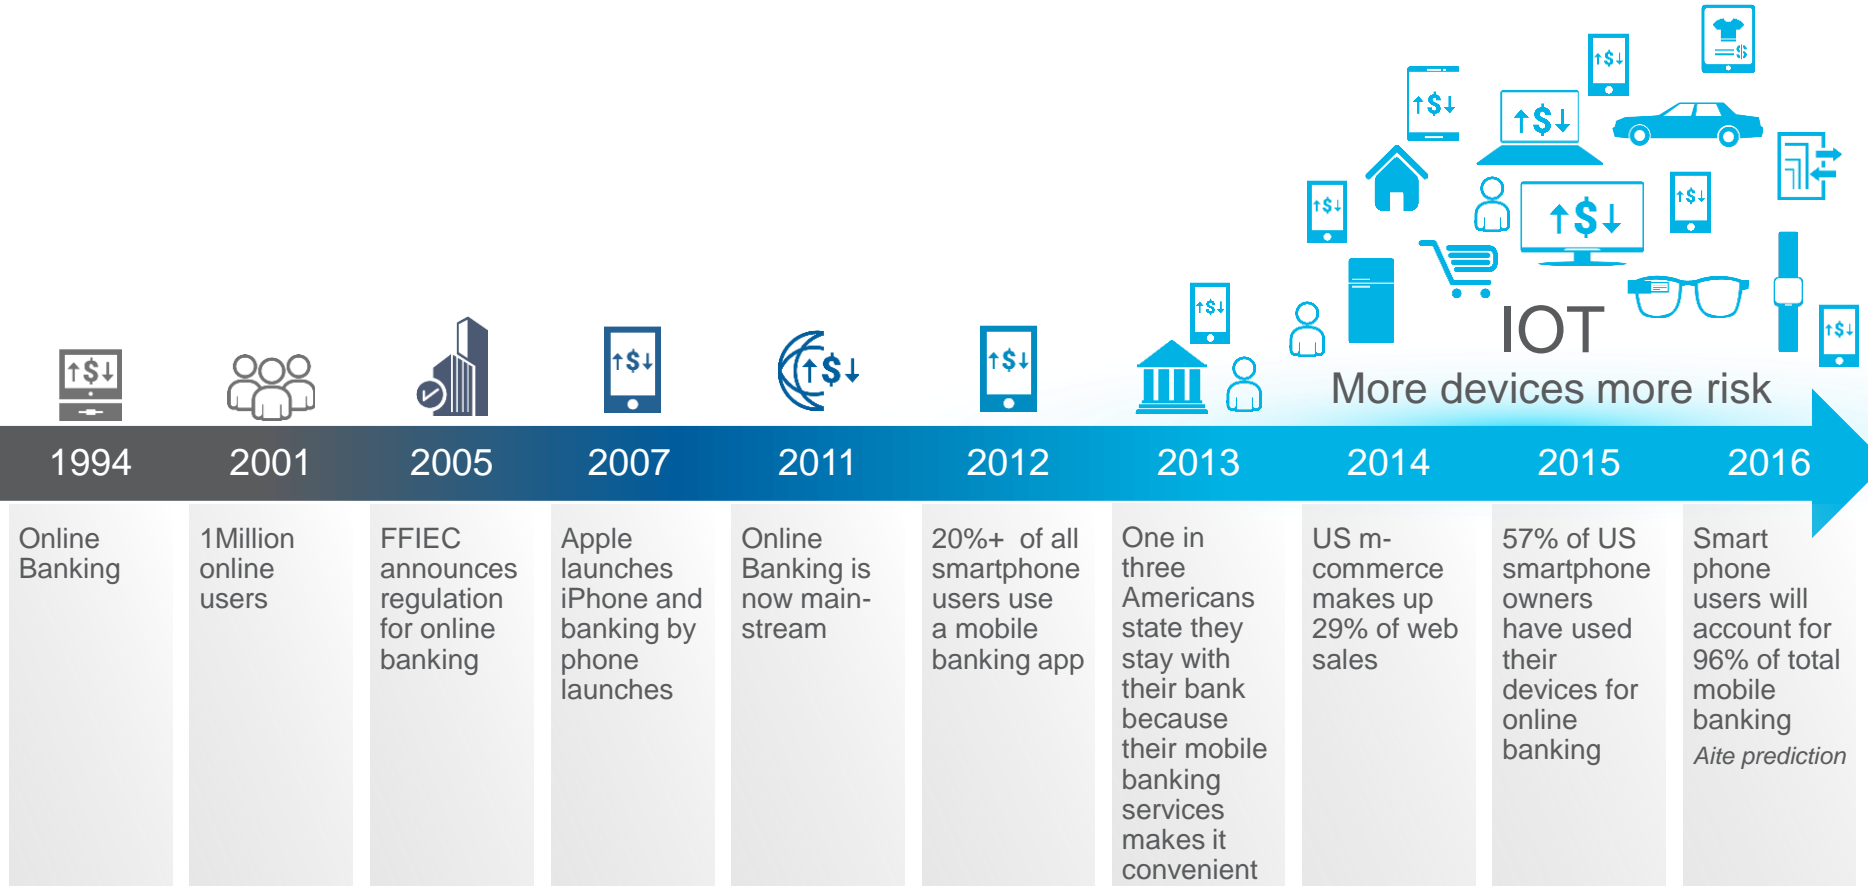 ↑$↓
$
↑$↓
↑$↓
↑$↓
↑$↓
↑$↓
↑$↓
↑$↓
↑$↓
IOT
More devices more risk
↑$↓
↑$↓
↑$↓
↑$↓
↑$↓
1994
2001
2005
2007
2011
2012
2013
2014
2015
2016
Online
Banking
1Million
online
users
FFIEC
announces
regulation
for online
banking
Apple
launches
iPhone and
banking by
phone
launches
Online
Banking is
now main-
stream
20%+ of all
smartphone
users use
a mobile
banking app
One in
three
Americans
state they
stay with
their bank
because
their mobile
banking
services
makes it
convenient
US m-
commerce
makes up
29% of web
sales
57% of US
smartphone
owners
have used
their
devices for
online
banking
Smart
phone
users will
account for
96% of total
mobile
banking
Aite prediction